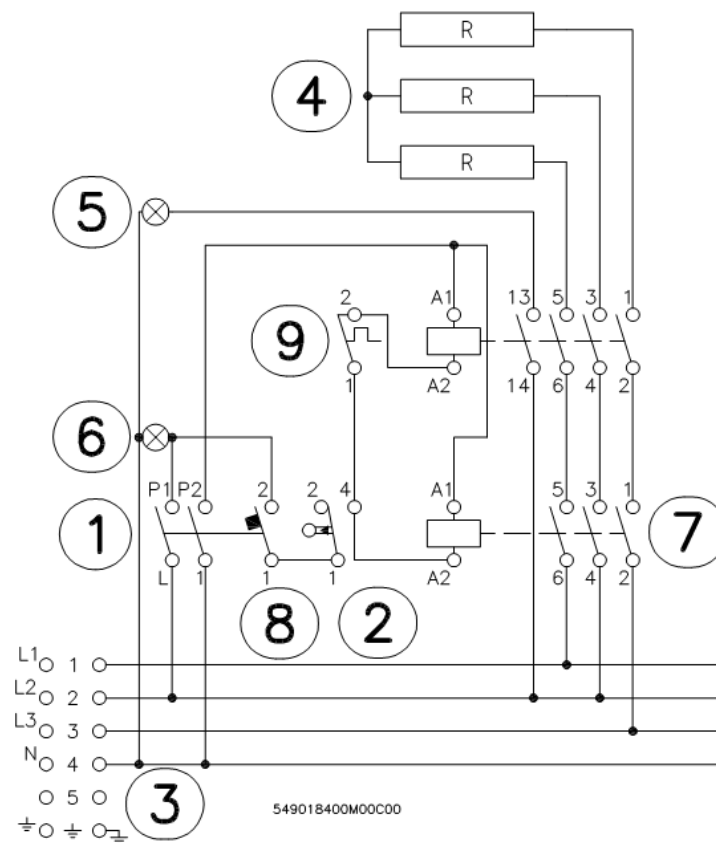 R
4 R
R
5
13 5 3 1
2 A1
9
1 A2 14 6 4 2
6
P1 P2 2 2 4 A1 5 3 1
1 7
L 1 1 1 A2 6 4 2
8 2
L1 1
L2 2
L3 3
N 4
5 3
549018400M00C00